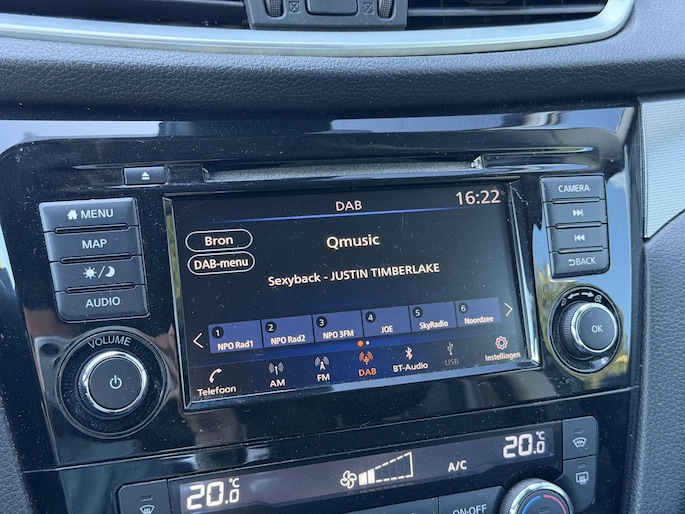 DAB
16:22
Bron
Qmusic
DAB-menu
Sexyback - JUSTIN TIMBERLAKE
1 NPO Rad1
2 NPO Rad2
3 NPO 3FM
4 JOE
5 SkyRadio
6 Noordzee
Telefoon
AM
FM
DAB
BT-Audio
USB
Instellingen
MENU
MAP
AUDIO
VOLUME
CAMERA
BACK
OK
20.0 °C
A/C
20.0 °C
ON-OFF